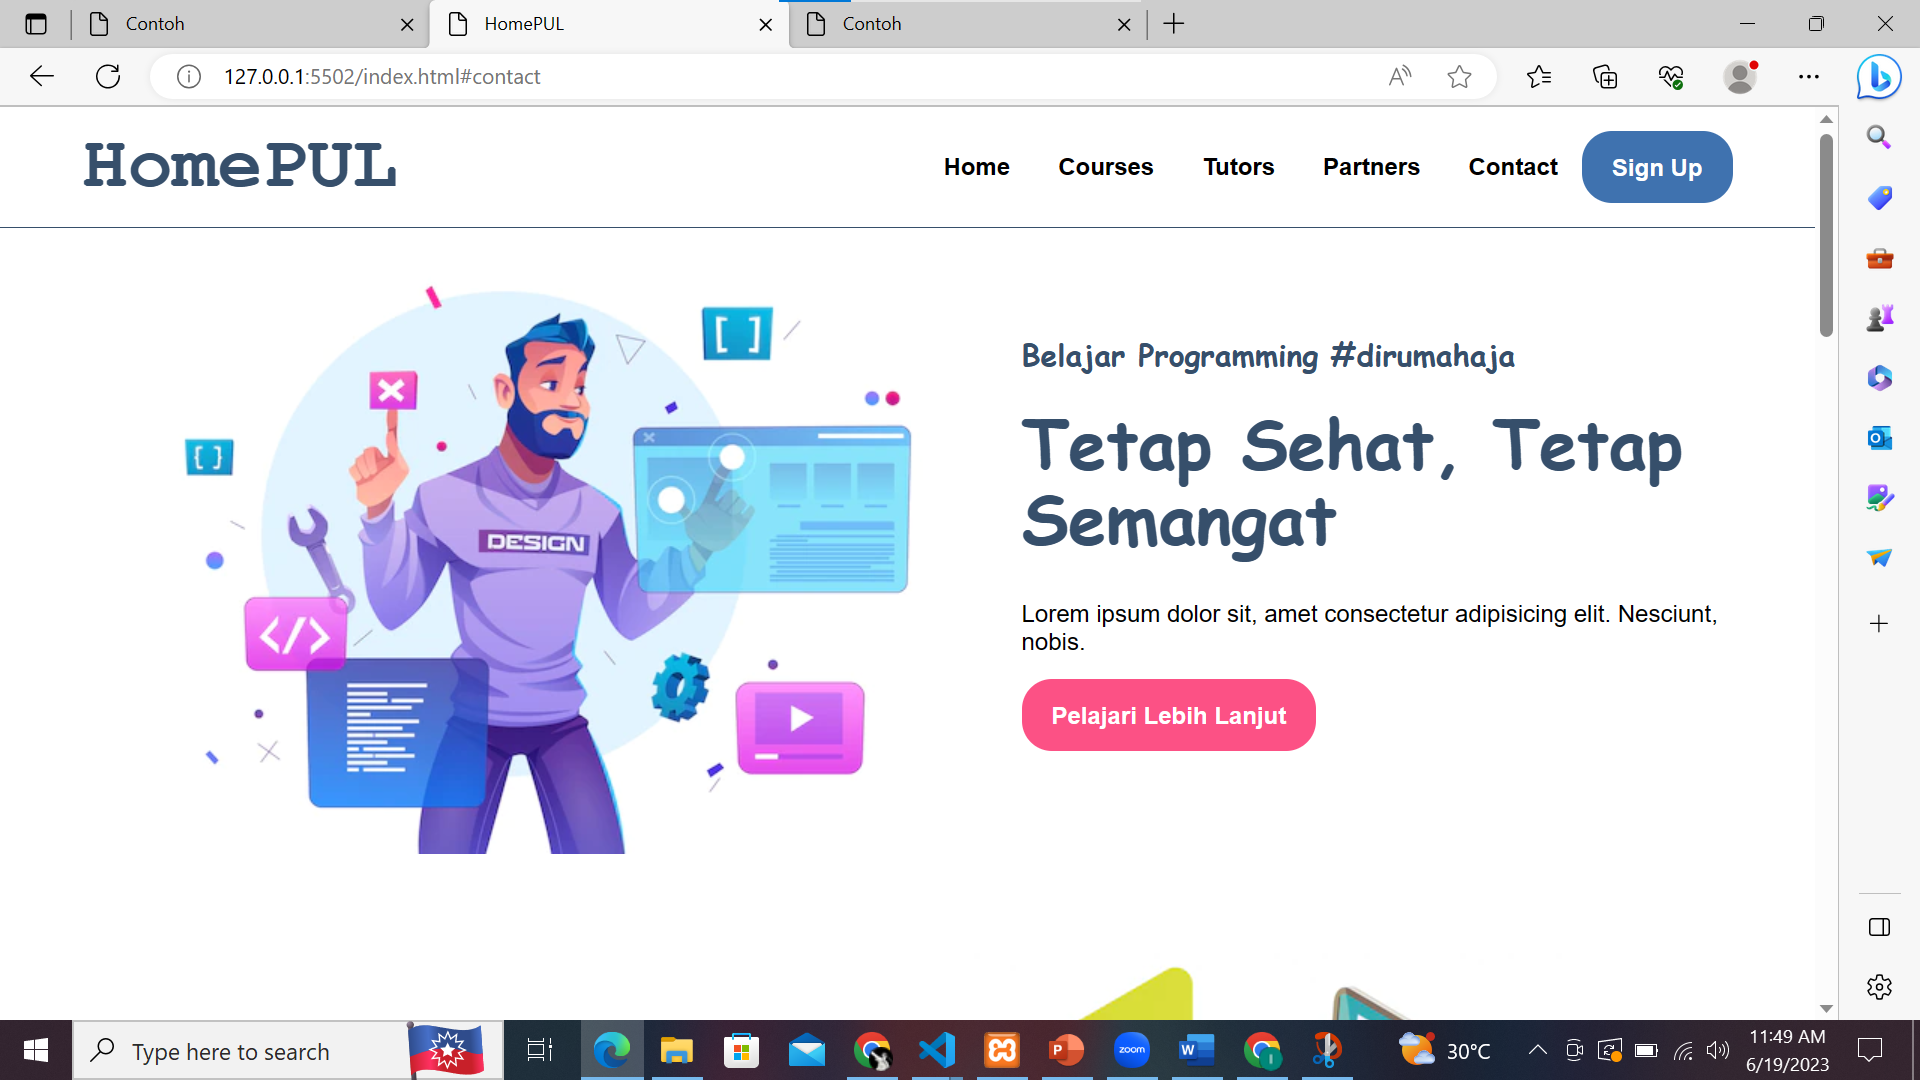 Contoh
HomePUL
Contoh
127.0.0.1:5502/index.html#contact
HomePUL
Home
Courses
Tutors
Partners
Contact
Sign Up
Belajar Programming #dirumahaja
Tetap Sehat, Tetap
Semangat
Lorem ipsum dolor sit, amet consectetur adipisicing elit. Nesciunt,
nobis.
Pelajari Lebih Lanjut
DESIGN
Type here to search
zoom
30°C
11:49 AM
6/19/2023